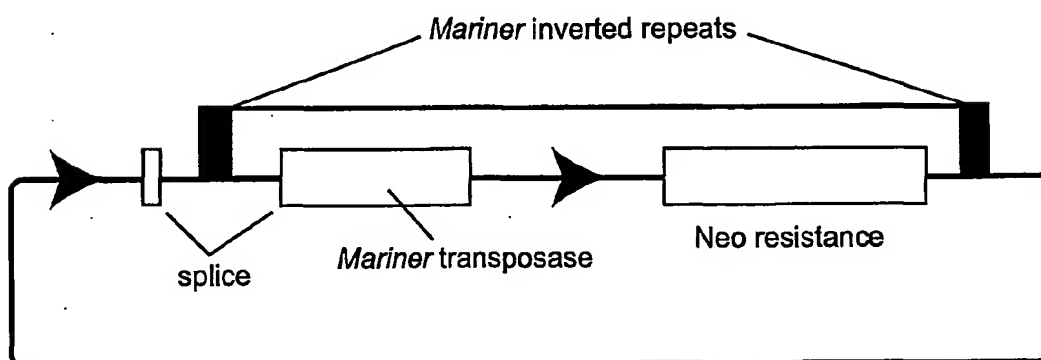 Mariner inverted repeats
splice
Mariner transposase
Neo resistance